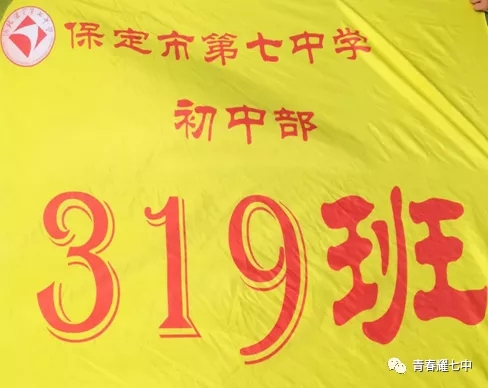 保定市第七中学
初中部
319班
青春耀七中